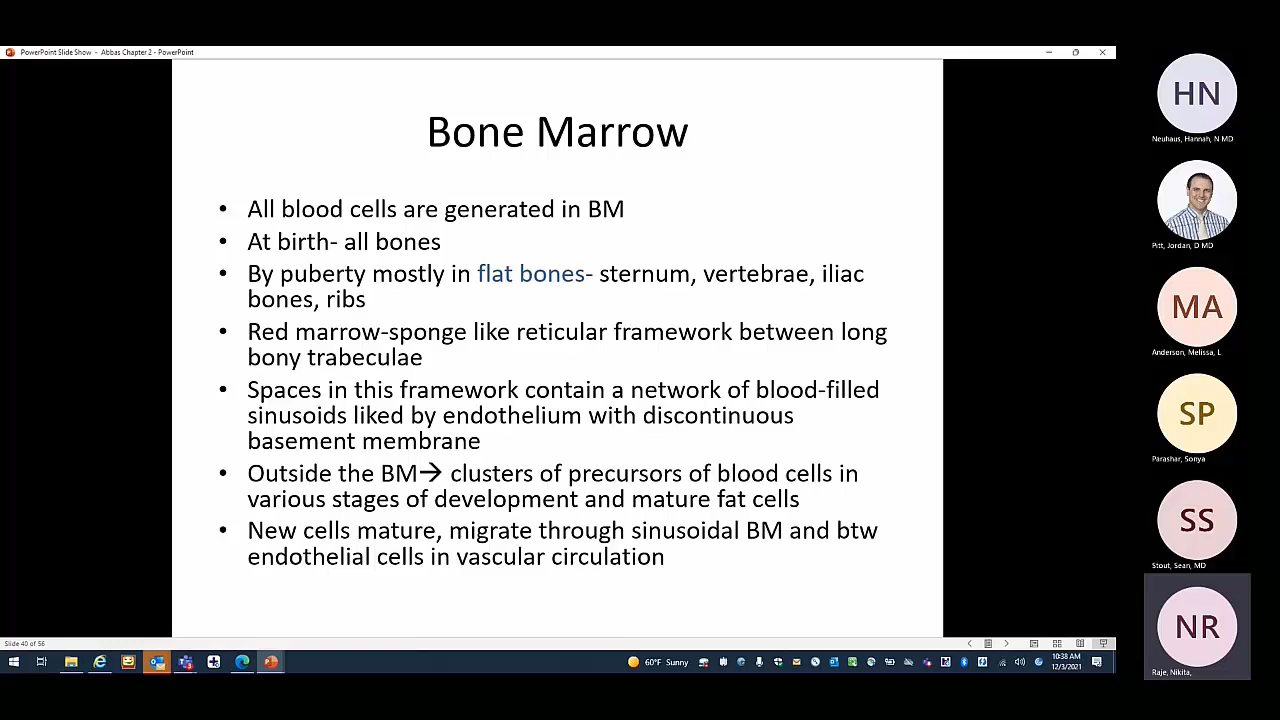 PowerPoint Slide Show - Abbas Chapter 2 - PowerPoint
Bone Marrow
• All blood cells are generated in BM
• At birth- all bones
• By puberty mostly in flat bones- sternum, vertebrae, iliac
bones, ribs
• Red marrow-sponge like reticular framework between long
bony trabeculae
• Spaces in this framework contain a network of blood-filled
sinusoids liked by endothelium with discontinuous
basement membrane
• Outside the BM→ clusters of precursors of blood cells in
various stages of development and mature fat cells
• New cells mature, migrate through sinusoidal BM and btw
endothelial cells in vascular circulation
Slide 40 of 56
60°F Sunny
10:38 AM
12/3/2021
HN
Neuhaus, Hannah, N MD
Pitt, Jordan, D MD
MA
Anderson, Melissa, L
SP
Parashar, Sonya
SS
Stout, Sean, MD
NR
Raje, Nikita,